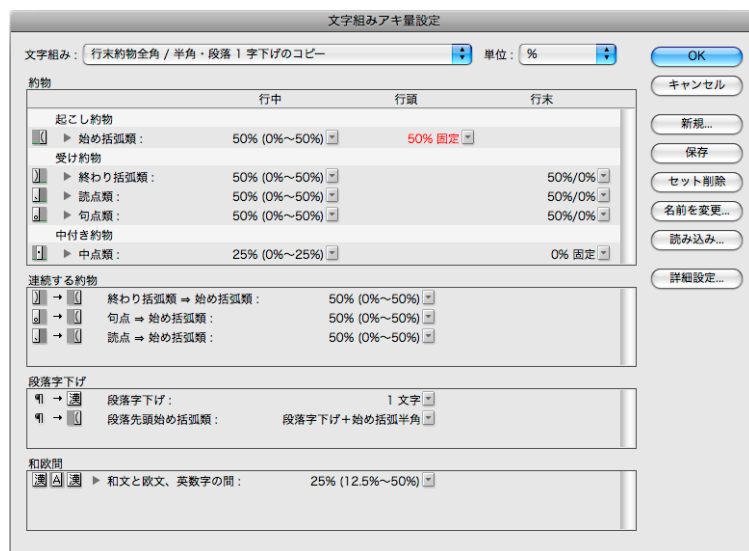 文字組みアキ量設定
文字組み： 行末約物全角 / 半角・段落 1 字下げのコピー 単位： %
OK
キャンセル
新規...
保存
セット削除
名前を変更...
読み込み...
詳細設定...
約物
行中 行頭 行末
起こし約物
始め括弧類： 50% (0%〜50%) 50% 固定
受け約物
終わり括弧類： 50% (0%〜50%) 50%/0%
読点類： 50% (0%〜50%) 50%/0%
句点類： 50% (0%〜50%) 50%/0%
中付き約物
中点類： 25% (0%〜25%) 0% 固定
連続する約物
） → （ 終わり括弧類 ⇒ 始め括弧類： 50% (0%〜50%)
。 → （ 句点 ⇒ 始め括弧類： 50% (0%〜50%)
、 → （ 読点 ⇒ 始め括弧類： 50% (0%〜50%)
段落字下げ
¶ → 漢 段落字下げ： 1 文字
¶ → （ 段落先頭始め括弧類： 段落字下げ＋始め括弧半角
和欧間
漢 A 漢 和文と欧文、英数字の間： 25% (12.5%〜50%)